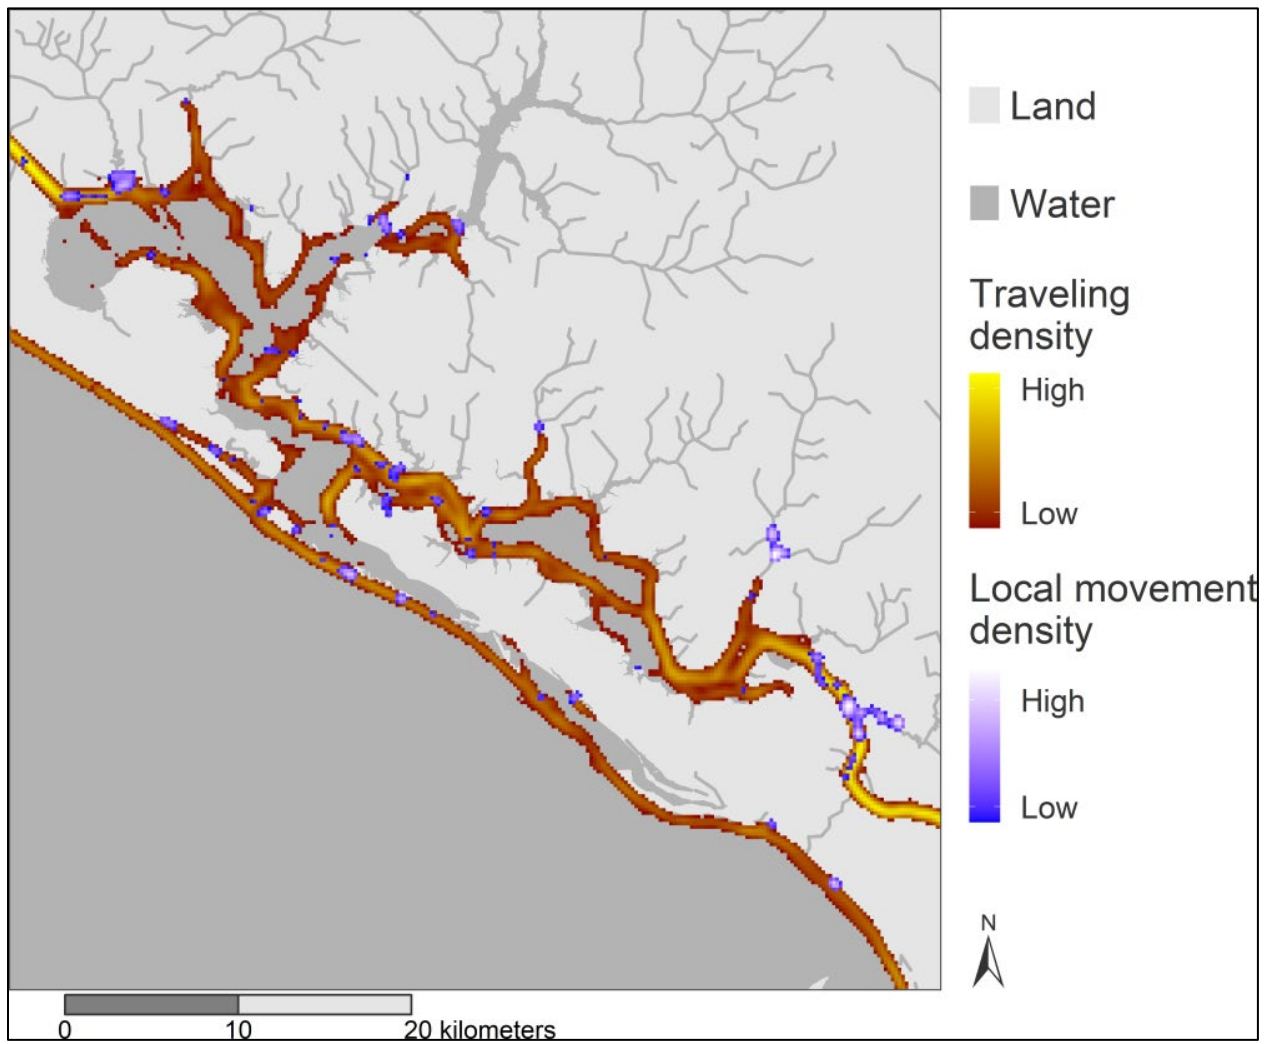 Land
Water
Traveling
density
High
Low
Local movement
density
High
Low
N
0 10 20 kilometers